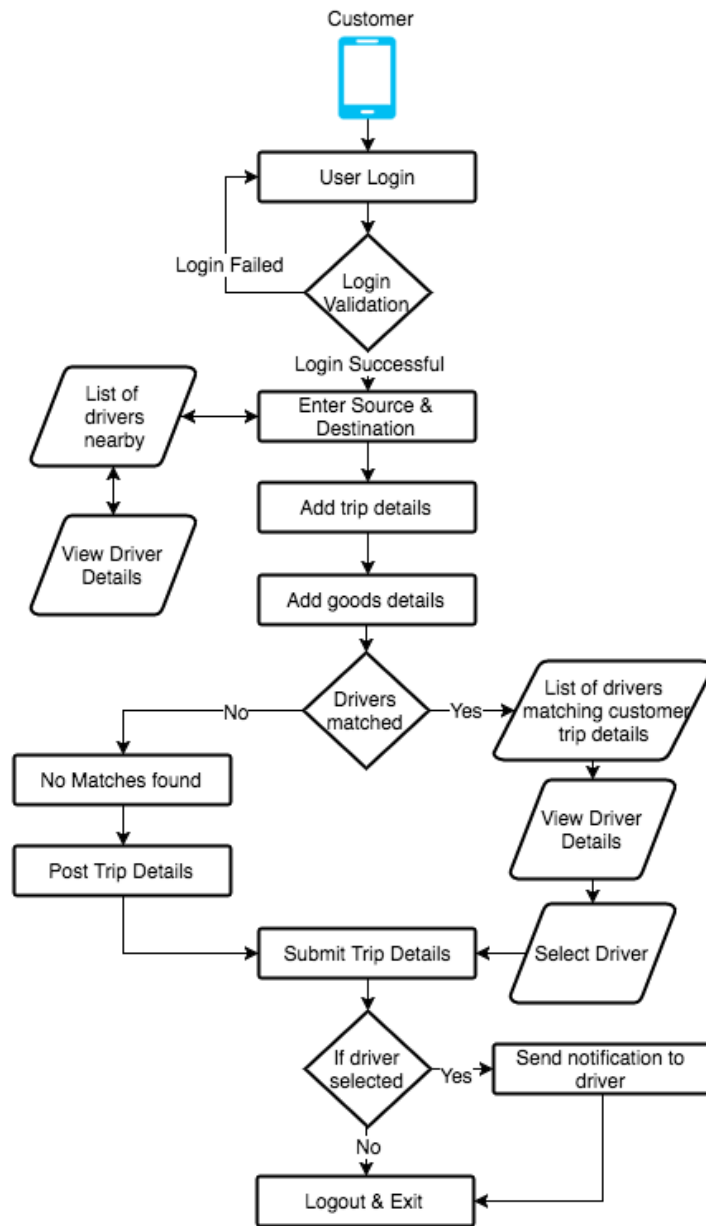 Customer
User Login
Login Failed
Login
Validation
Login Successful
List of
drivers
nearby
Enter Source &
Destination
View Driver
Details
Add trip details
Add goods details
Drivers
matched
No
Yes
List of drivers
matching customer
trip details
No Matches found
View Driver
Details
Post Trip Details
Submit Trip Details
Select Driver
If driver
selected
Yes
Send notification to
driver
No
Logout & Exit